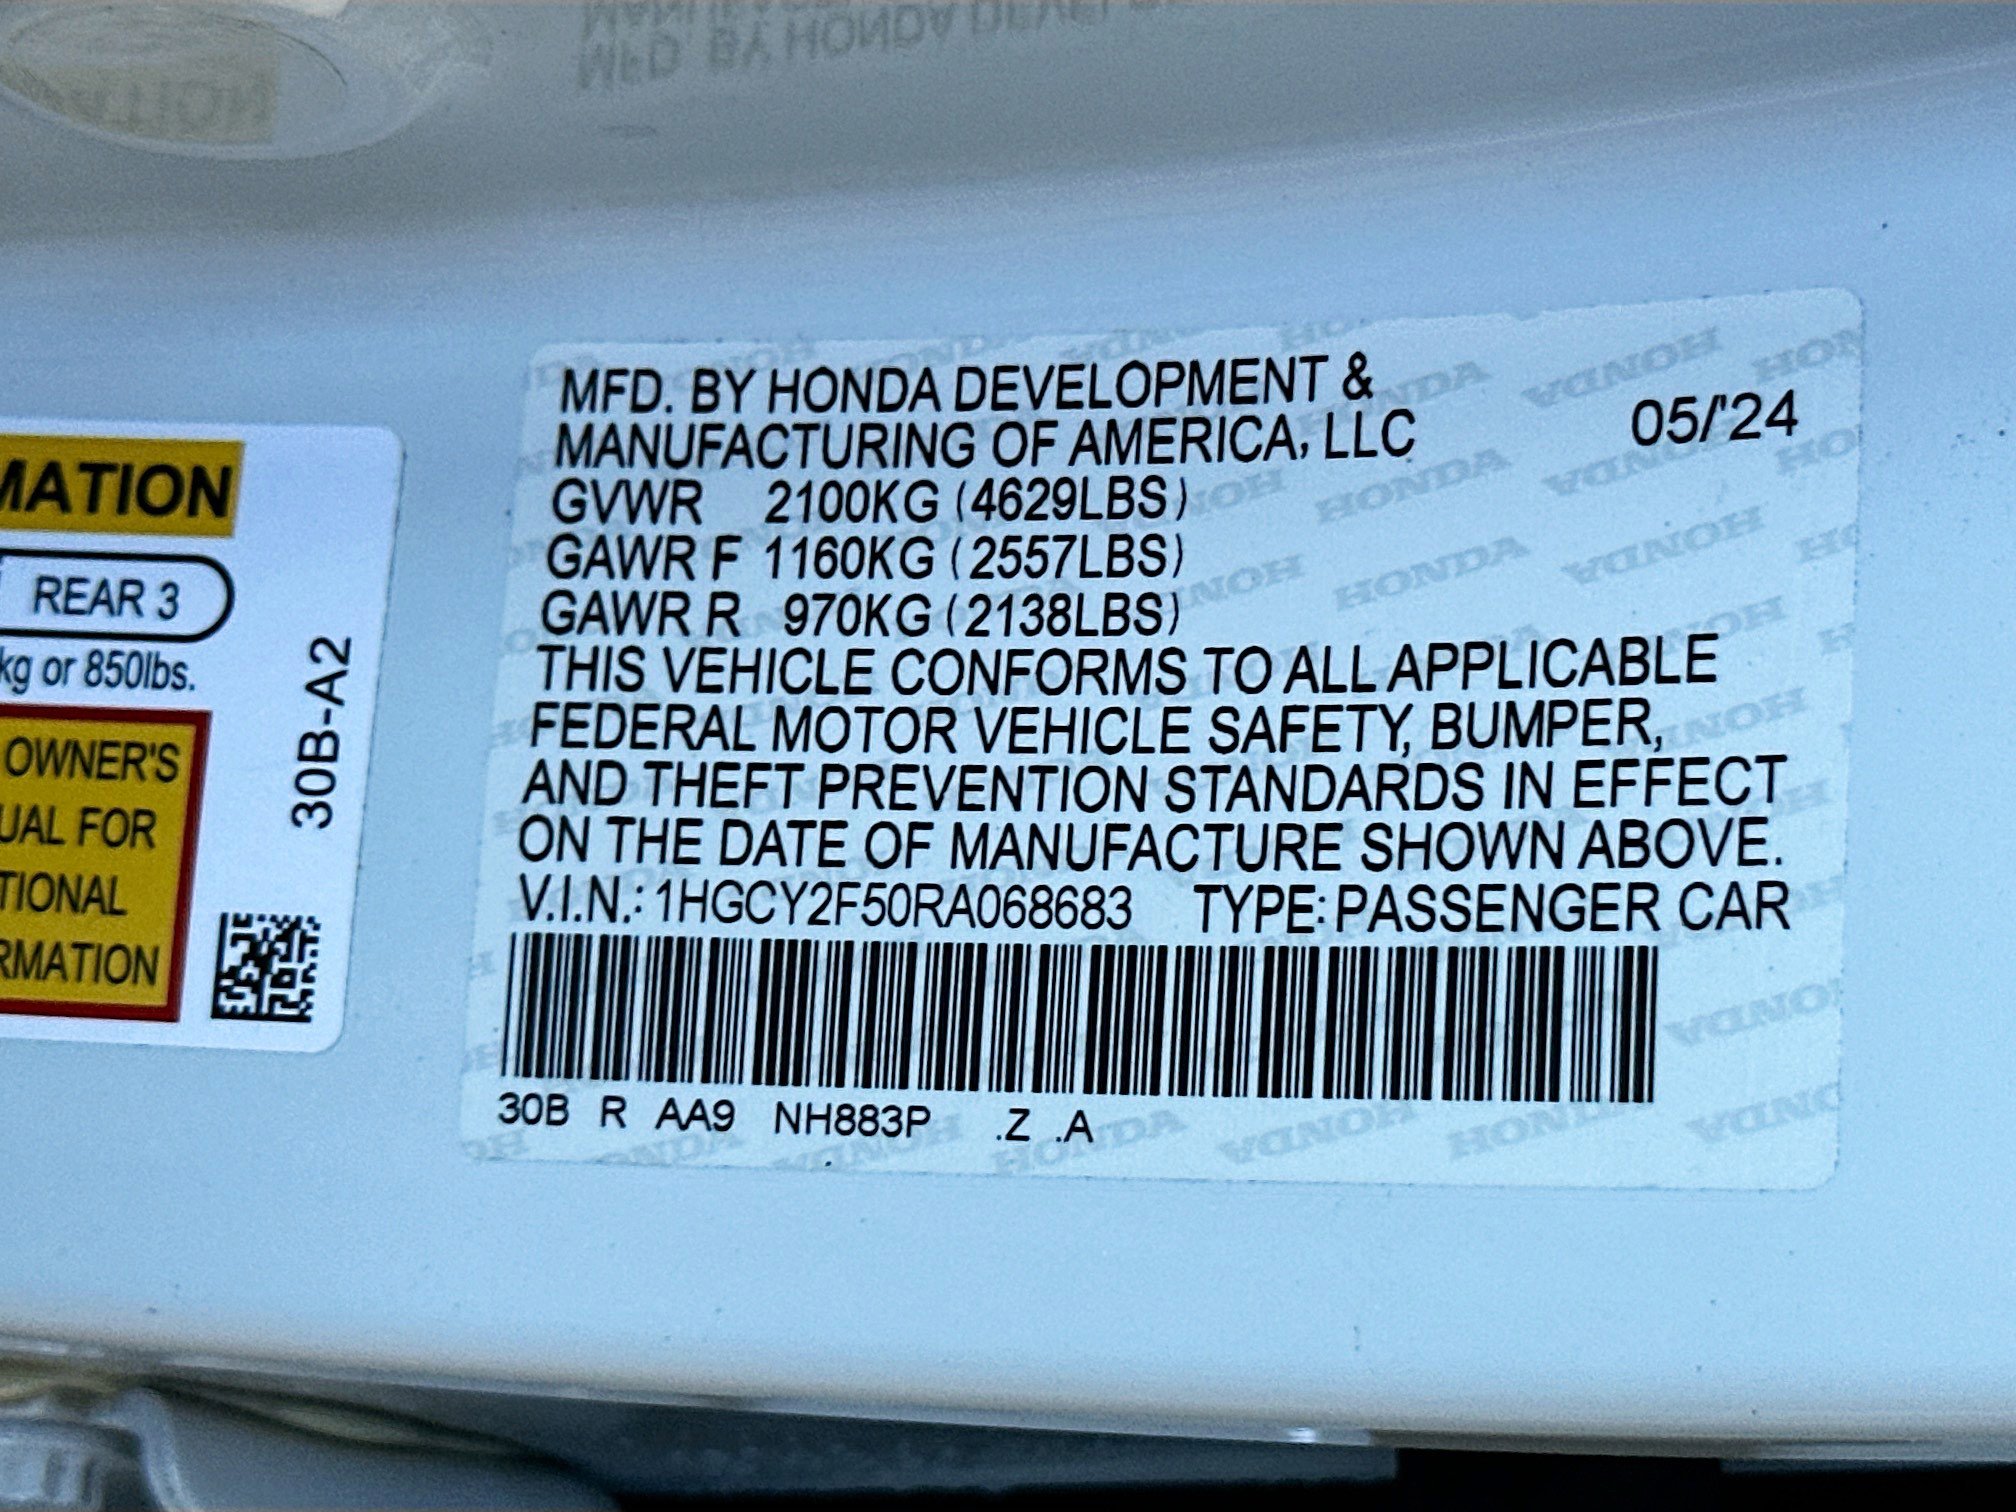 MATION
REAR 3
kg or 850lbs.
OWNER'S
UAL FOR
TIONAL
RMATION
30B-A2
MFD. BY HONDA DEVELOPMENT &
MANUFACTURING OF AMERICA, LLC 05/'24
GVWR 2100KG (4629LBS)
GAWR F 1160KG (2557LBS)
GAWR R 970KG (2138LBS)
THIS VEHICLE CONFORMS TO ALL APPLICABLE
FEDERAL MOTOR VEHICLE SAFETY, BUMPER,
AND THEFT PREVENTION STANDARDS IN EFFECT
ON THE DATE OF MANUFACTURE SHOWN ABOVE.
V.I.N.: 1HGCY2F50RA068683 TYPE: PASSENGER CAR
30B R AA9 NH883P .Z .A